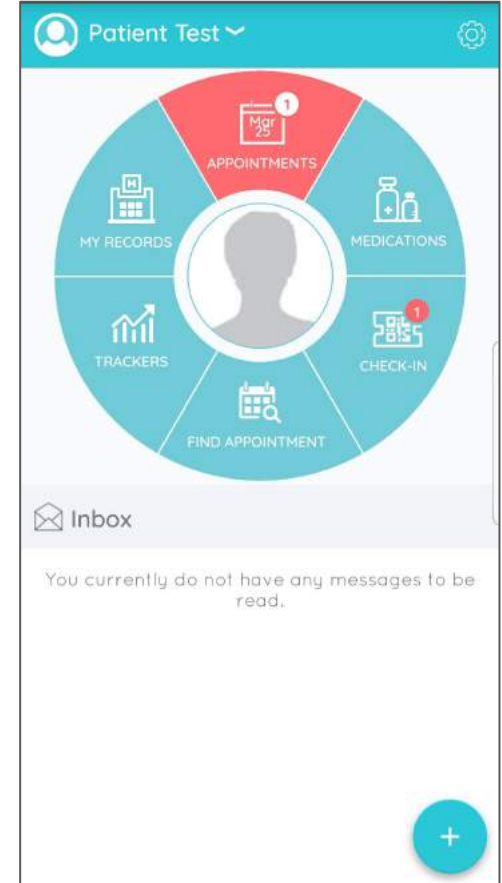 Patient Test
1
Mar
25
APPOINTMENTS
H
MY RECORDS
MEDICATIONS
1
TRACKERS
CHECK-IN
FIND APPOINTMENT
Inbox
You currently do not have any messages to be
read.
+